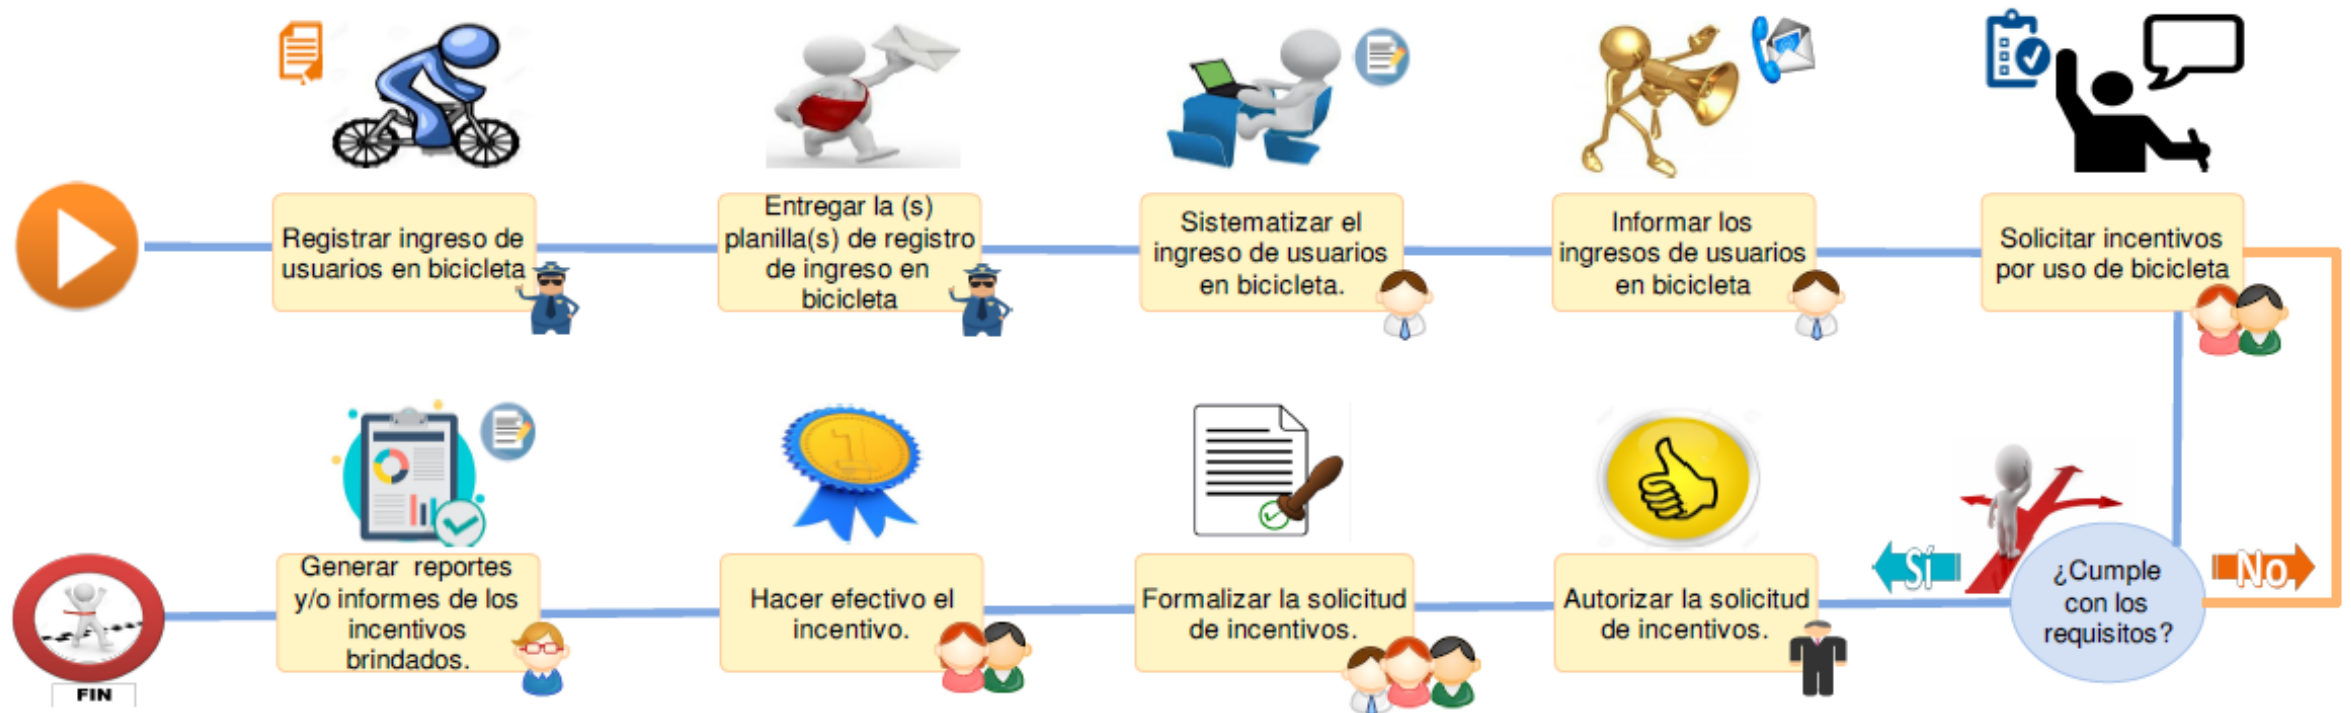 Registrar ingreso de
usuarios en bicicleta
Entregar la (s)
planilla(s) de registro
de ingreso en
bicicleta
Sistematizar el
ingreso de usuarios
en bicicleta.
Informar los
ingresos de usuarios
en bicicleta
Solicitar incentivos
por uso de bicicleta
¿Cumple
con los
requisitos?
Sí
No
Autorizar la solicitud
de incentivos.
Formalizar la solicitud
de incentivos.
Hacer efectivo el
incentivo.
Generar reportes
y/o informes de los
incentivos
brindados.
FIN